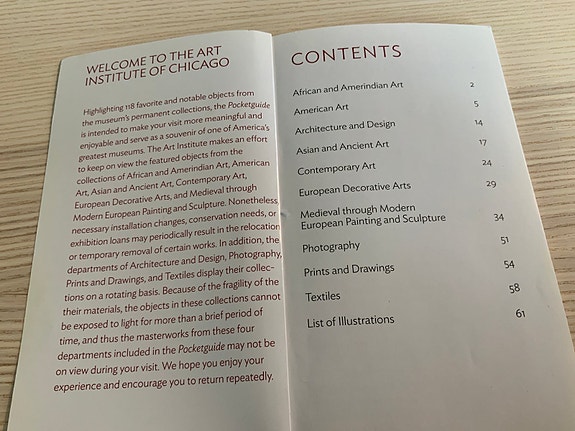 WELCOME TO THE ART
INSTITUTE OF CHICAGO
Highlighting 118 favorite and notable objects from
the museum's permanent collections, the Pocketguide
is intended to make your visit more meaningful and
enjoyable and serve as a souvenir of one of America's
greatest museums. The Art Institute makes an effort
to keep on view the featured objects from the
collections of African and Amerindian Art, American
Art, Asian and Ancient Art, Contemporary Art,
European Decorative Arts, and Medieval through
Modern European Painting and Sculpture. Nonetheless,
necessary installation changes, conservation needs, or
exhibition loans may periodically result in the relocation
or temporary removal of certain works. In addition, the
departments of Architecture and Design, Photography,
Prints and Drawings, and Textiles display their collec-
tions on a rotating basis. Because of the fragility of the
their materials, the objects in these collections cannot
be exposed to light for more than a brief period of
time, and thus the masterworks from these four
departments included in the Pocketguide may not be
on view during your visit. We hope you enjoy your
experience and encourage you to return repeatedly.
CONTENTS
African and Amerindian Art 2
American Art 5
Architecture and Design 14
Asian and Ancient Art 17
Contemporary Art 24
European Decorative Arts 29
Medieval through Modern
European Painting and Sculpture 34
Photography 51
Prints and Drawings 54
Textiles 58
List of Illustrations 61